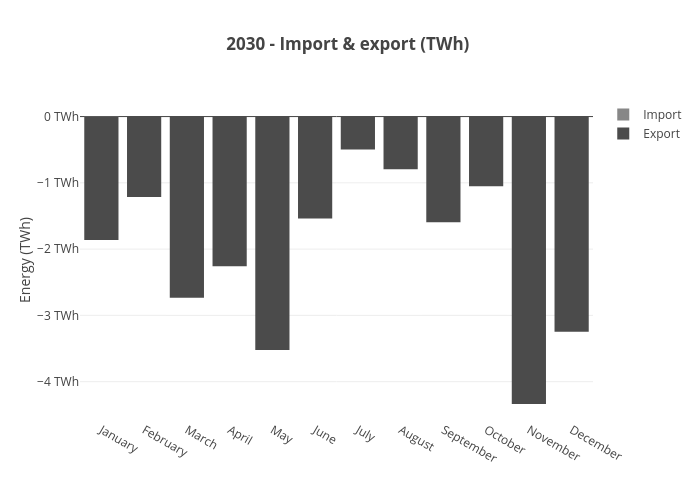 2030 - Import & export (TWh)
Import
Export
0 TWh
−1 TWh
−2 TWh
−3 TWh
−4 TWh
Energy (TWh)
January
February
March
April
May
June
July
August
September
October
November
December